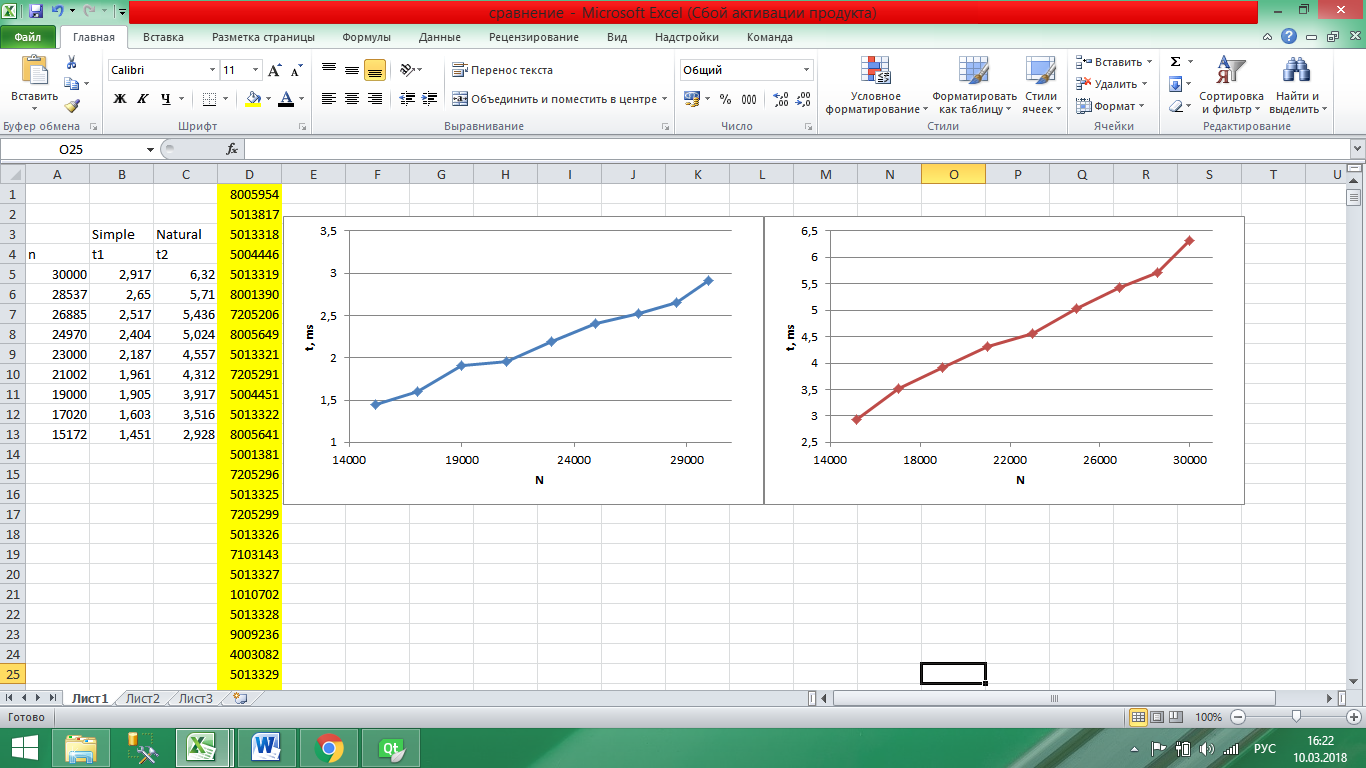 сравнение - Microsoft Excel (Сбой активации продукта)
Файл Главная Вставка Разметка страницы Формулы Данные Рецензирование Вид Надстройки Команда
Вставить
Буфер обмена
Calibri 11
Ж К Ч
Шрифт
Перенос текста
Объединить и поместить в центре
Выравнивание
Общий
% 000
Число
Условное форматирование
Форматировать как таблицу
Стили ячеек
Стили
Вставить
Удалить
Формат
Ячейки
Σ
Сортировка и фильтр
Найти и выделить
Редактирование
O25 fx
A B C D E F G H I J K L M N O P Q R S T U
1 8005954
2 5013817
3 Simple Natural 5013318
4 n t1 t2 5004446
5 30000 2,917 6,32 5013319
6 28537 2,65 5,71 8001390
7 26885 2,517 5,436 7205206
8 24970 2,404 5,024 8005649
9 23000 2,187 4,557 5013321
10 21002 1,961 4,312 7205291
11 19000 1,905 3,917 5004451
12 17020 1,603 3,516 5013322
13 15172 1,451 2,928 8005641
14 5001381
15 7205296
16 5013325
17 7205299
18 5013326
19 7103143
20 5013327
21 1010702
22 5013328
23 9009236
24 4003082
25 5013329
3,5
3
2,5
2
1,5
1
t, ms
14000 19000 24000 29000
N
6,5
6
5,5
5
4,5
4
3,5
3
2,5
t, ms
14000 18000 22000 26000 30000
N
Лист1 Лист2 Лист3
Готово 100%
РУС
16:22
10.03.2018